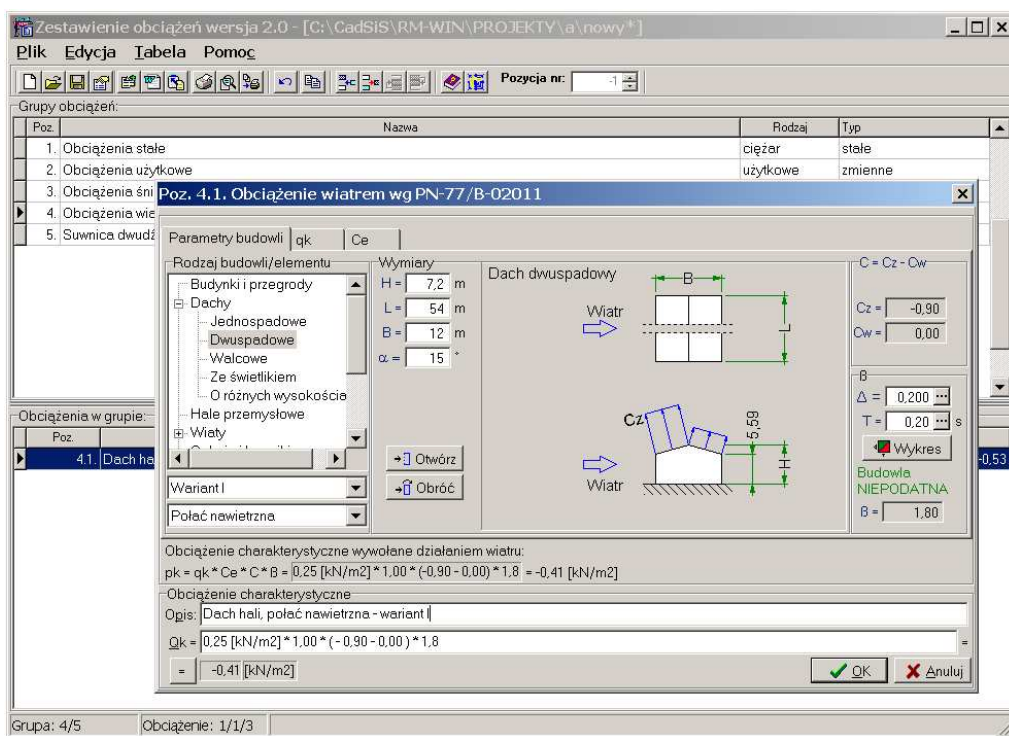 Zestawienie obciążeń wersja 2.0 - [C:\CadSiS\RM-WIN\PROJEKTY\a\nowy*]
Plik Edycja Tabela Pomoc
Pozycja nr: -1
Grupy obciążeń:
Poz. Nazwa Rodzaj Typ
1. Obciążenia stałe ciężar stałe
2. Obciążenia użytkowe użytkowe zmienne
3. Obciążenia śni
4. Obciążenia wie
5. Suwnica dwudź
Poz. 4.1. Obciążenie wiatrem wg PN-77/B-02011
Parametry budowli qk Ce
Rodzaj budowli/elementu
Budynki i przegrody
Dachy
Jednospadowe
Dwuspadowe
Walcowe
Ze świetlikiem
O różnych wysokościa
Hale przemysłowe
Wiaty
Wariant I
Połać nawietrzna
Wymiary
H = 7,2 m
L = 54 m
B = 12 m
α = 15 °
Otwórz
Obróć
Dach dwuspadowy
B
Wiatr
L
Cz
5,59
H
Wiatr
C = Cz - Cw
Cz = -0,90
Cw = 0,00
β
Δ = 0,200 ...
T = 0,20 ... s
Wykres
Budowla
NIEPODATNA
β = 1,80
Obciążenia w grupie:
Poz.
4.1. Dach ha -0,53
Obciążenie charakterystyczne wywołane działaniem wiatru:
pk = qk * Ce * C * β = 0,25 [kN/m2] * 1,00 * (-0,90 - 0,00) * 1,8 = -0,41 [kN/m2]
Obciążenie charakterystyczne
Opis: Dach hali, połać nawietrzna - wariant I
Qk = 0,25 [kN/m2] * 1,00 * ( - 0,90 - 0,00 ) * 1,8 =
= -0,41 [kN/m2]
OK Anuluj
Grupa: 4/5 Obciążenie: 1/1/3